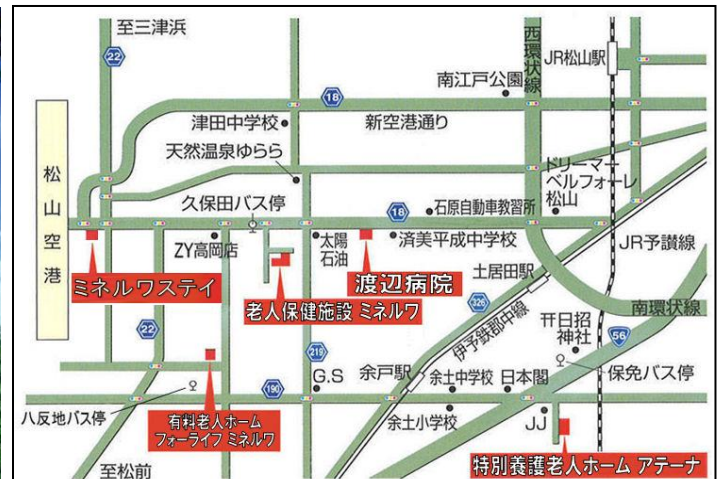 至三津浜
22
18
南江戸公園
西環状線
JR松山駅
津田中学校
新空港通り
天然温泉ゆらら
松山空港
久保田バス停
18
石原自動車教習所
ドリーマー
ベルフォーレ
松山
ZY高岡店
太陽
石油
済美平成中学校
JR予讃線
ミネルワステイ
老人保健施設 ミネルワ
渡辺病院
土居田駅
326
伊予鉄郡中線
南環状線
22
219
日招
神社
56
190
G.S
余戸駅
余土中学校
日本閣
保免バス停
八反地バス停
有料老人ホーム
フォーライフ ミネルワ
余土小学校
JJ
至松前
特別養護老人ホーム アテーナ